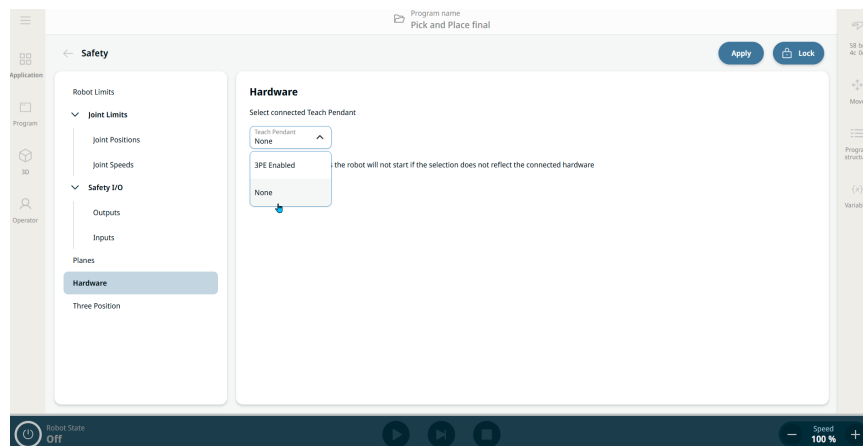 Program name
Pick and Place final
Application
Program
3D
Operator
Safety
Apply
Lock
Robot Limits
Joint Limits
Joint Positions
Joint Speeds
Safety I/O
Outputs
Inputs
Planes
Hardware
Three Position
Hardware
Select connected Teach Pendant
Teach Pendant
None
3PE Enabled
None
the robot will not start if the selection does not reflect the connected hardware
Move
Variab
Robot State
Off
Speed
100 %